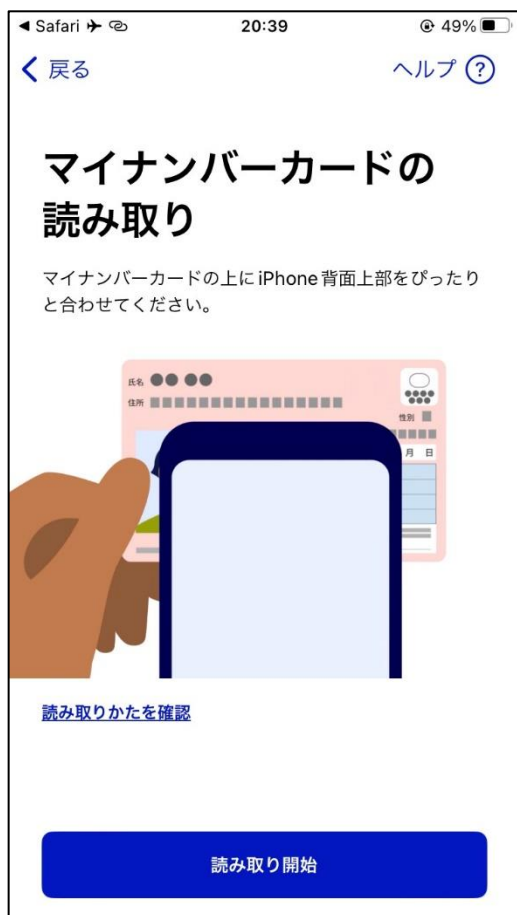 ◀ Safari 20:39 49%
戻る ヘルプ ?
マイナンバーカードの
読み取り
マイナンバーカードの上にiPhone背面上部をぴったり
と合わせてください。
氏名
住所
性別
月 日
読み取りかたを確認
読み取り開始